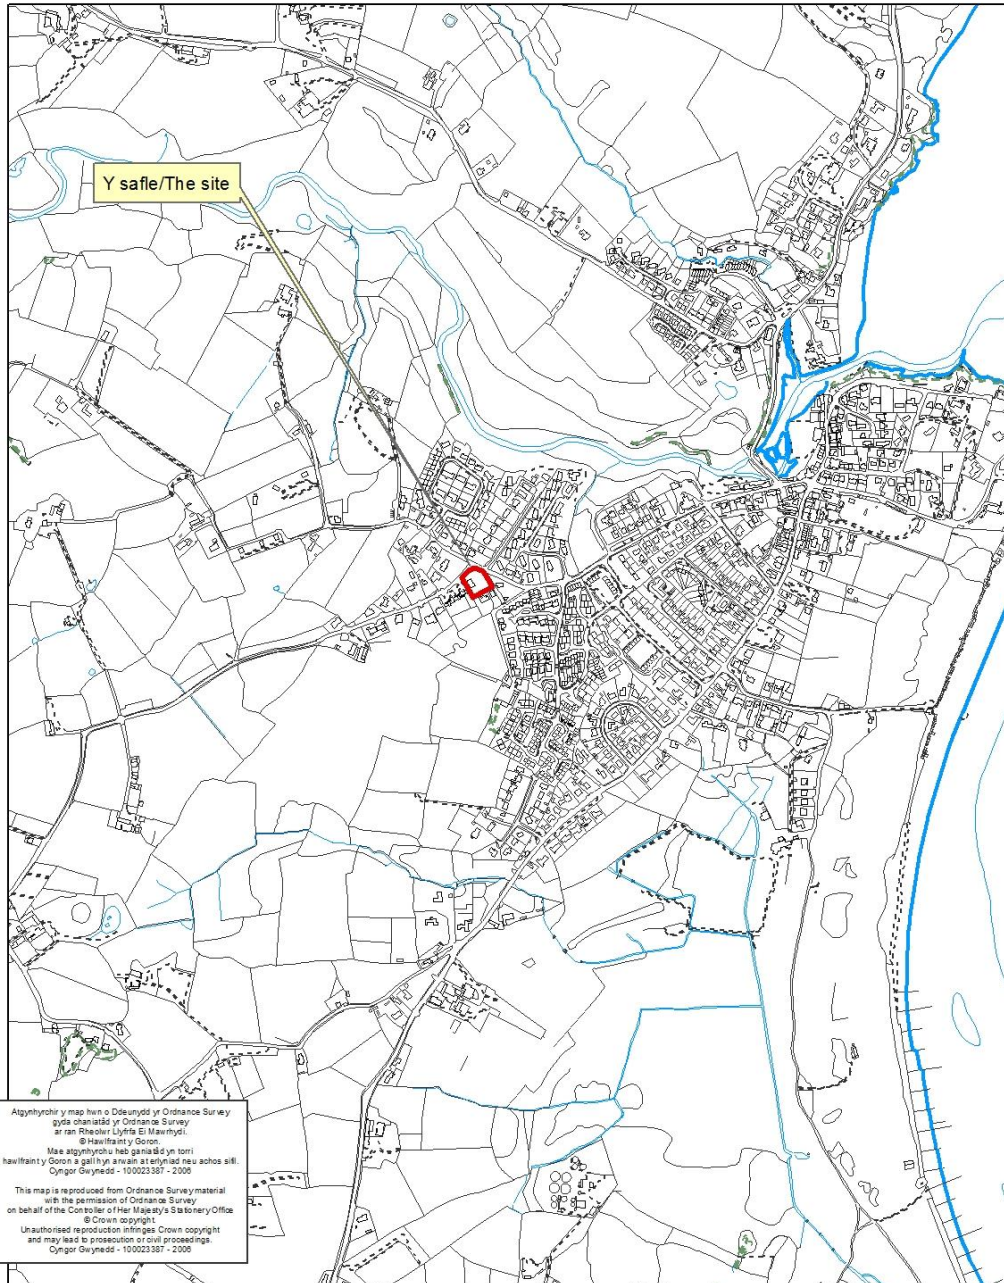 Y safle/The site
Atgynhyrchir y map hwn o Ddeunydd yr Ordnance Survey
gyda chaniatâd yr Ordnance Survey
ar ran Rheolwr Llyfrfa Ei Mawrhydi.
© Hawlfraint y Goron.
Mae atgynhyrchu heb ganiatâd yn torri
hawlfraint y Goron a gall hyn arwain at erlyniad neu achos sifil.
Cyngor Gwynedd - 100023387 - 2006
This map is reproduced from Ordnance Survey material
with the permission of Ordnance Survey
on behalf of the Controller of Her Majesty's Stationery Office
© Crown copyright.
Unauthorised reproduction infringes Crown copyright
and may lead to prosecution or civil proceedings.
Cyngor Gwynedd - 100023387 - 2006